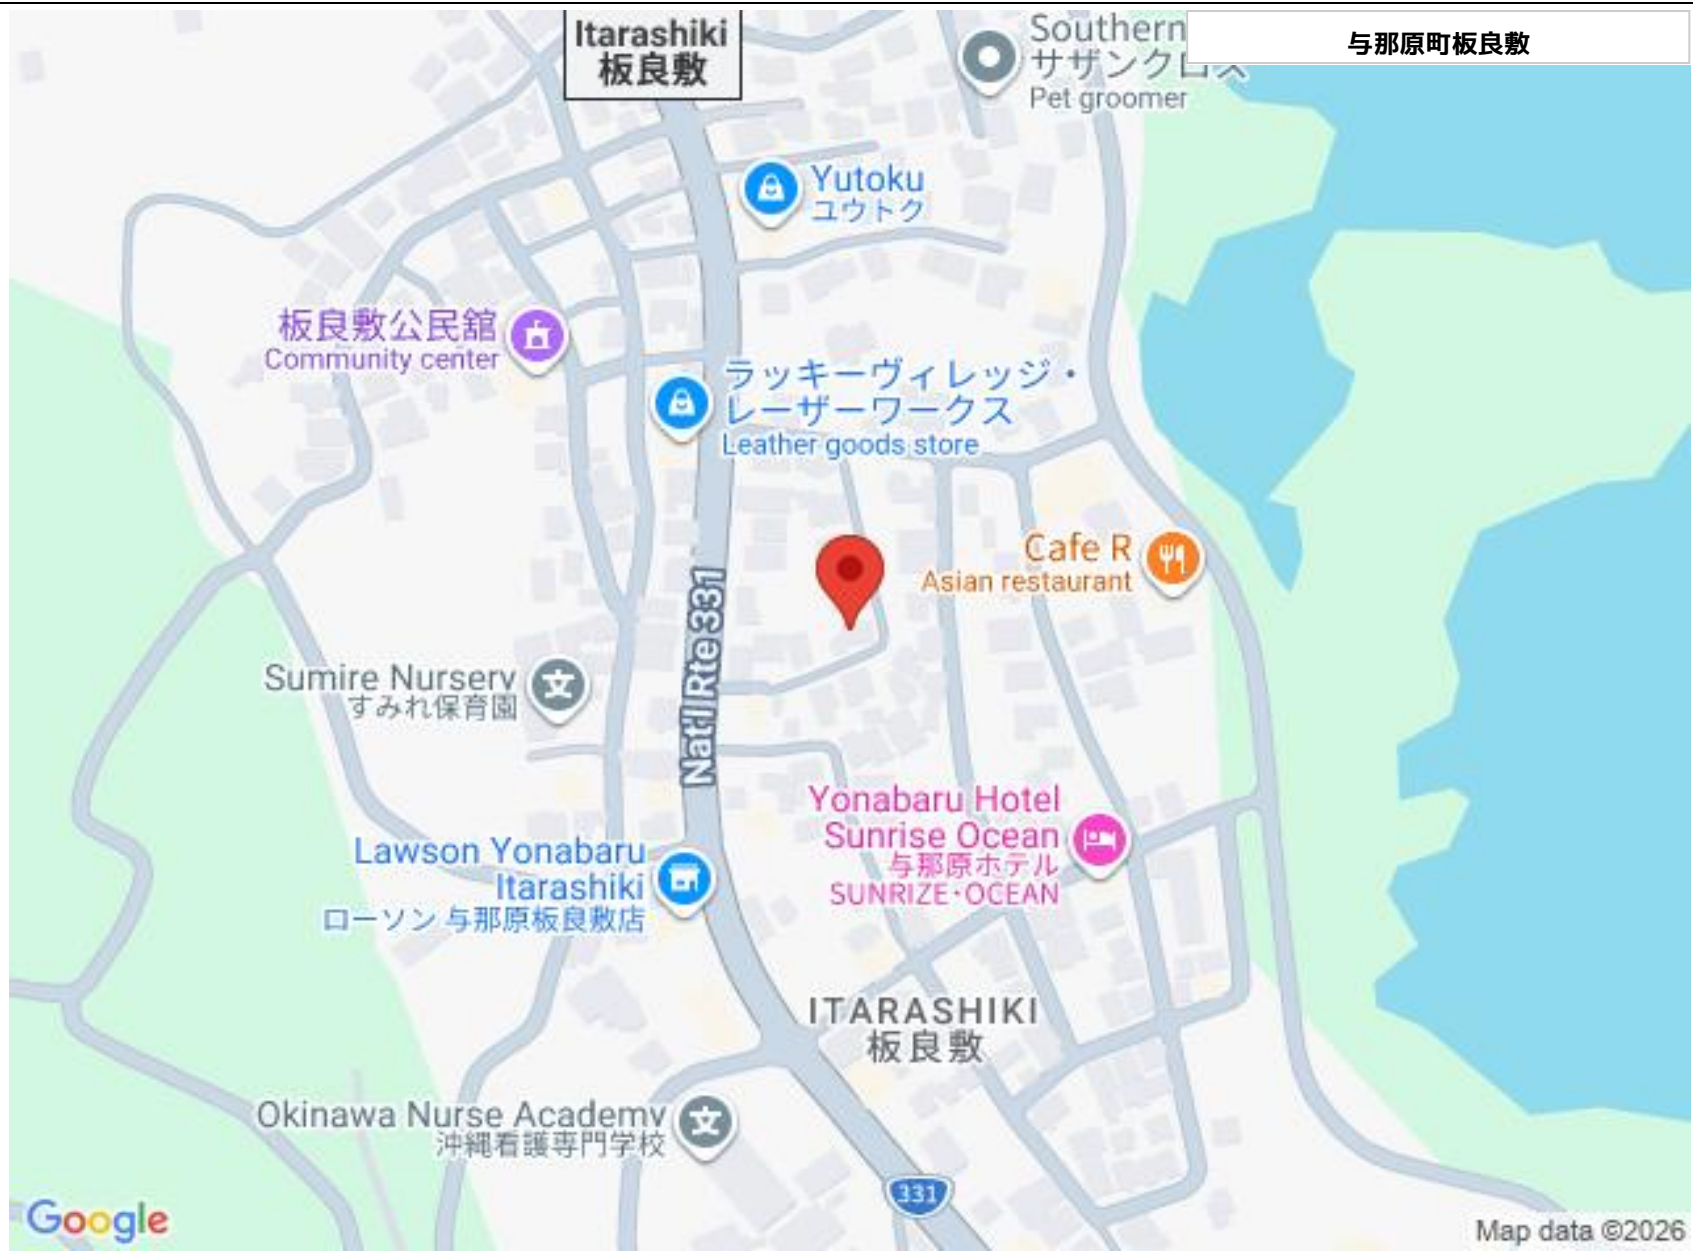 Itarashiki
板良敷
Southern
サザンクロス
Pet groomer
与那原町板良敷
Yutoku
ユウトク
板良敷公民舘
Community center
ラッキーヴィレッジ・
レーザーワークス
Leather goods store
Cafe R
Asian restaurant
Nat'l Rte 331
Sumire Nursery
すみれ保育園
Yonabaru Hotel
Sunrise Ocean
与那原ホテル
SUNRIZE・OCEAN
Lawson Yonabaru
Itarashiki
ローソン 与那原板良敷店
ITARASHIKI
板良敷
Okinawa Nurse Academy
沖縄看護専門学校
331
Google
Map data ©2026